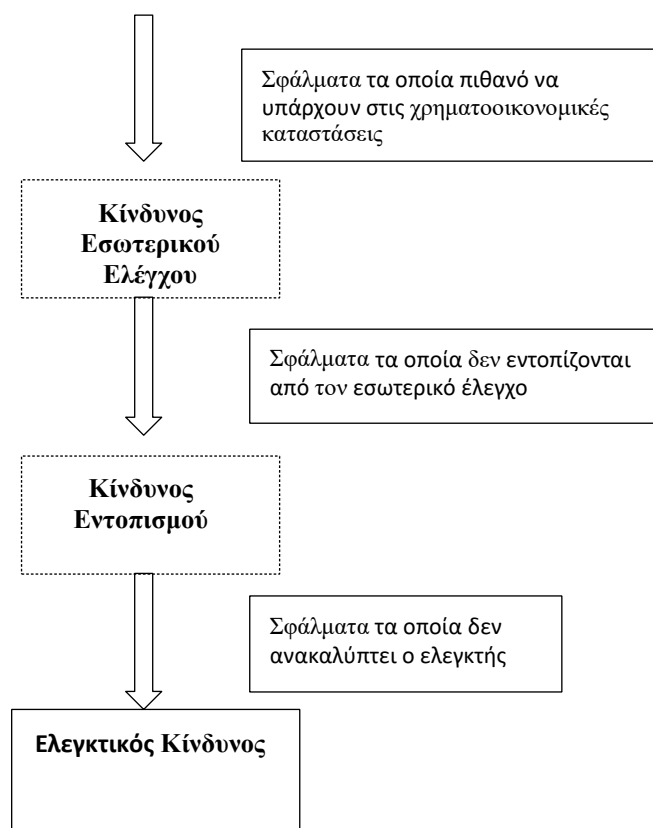 Σφάλματα τα οποία πιθανό να
υπάρχουν στις χρηματοοικονομικές
καταστάσεις
Κίνδυνος
Εσωτερικού
Ελέγχου
Σφάλματα τα οποία δεν εντοπίζονται
από τον εσωτερικό έλεγχο
Κίνδυνος
Εντοπισμού
Σφάλματα τα οποία δεν
ανακαλύπτει ο ελεγκτής
Ελεγκτικός Κίνδυνος